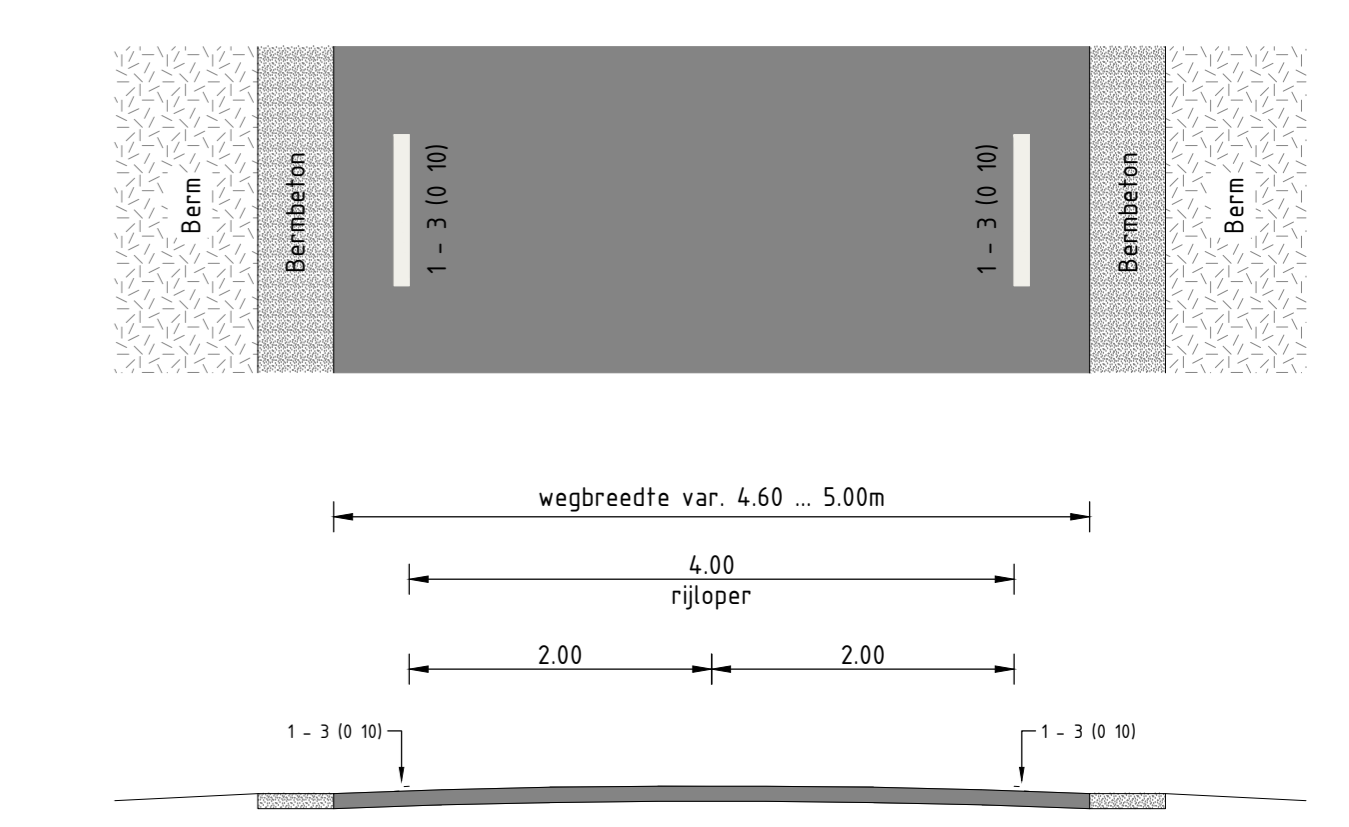 Berm
Bermbeton
1 - 3 (0 10)
1 - 3 (0 10)
Bermbeton
Berm
wegbreedte var. 4.60 ... 5.00m
4.00
rijloper
2.00
2.00
1 - 3 (0 10)
1 - 3 (0 10)